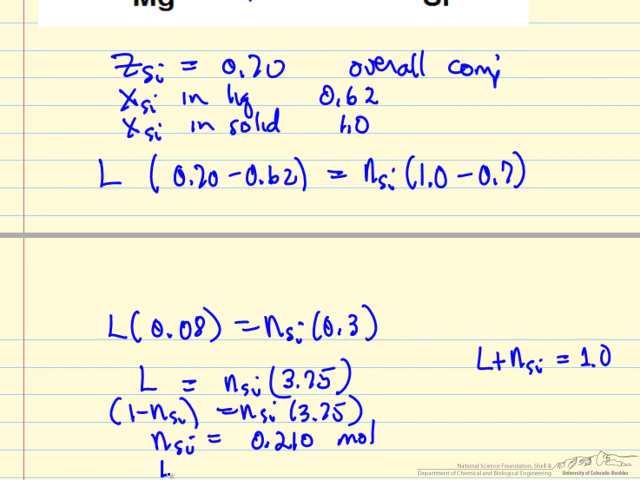 Mg Si
Z_Si = 0.70 overall comp
X_Si in liq 0.62
X_Si in solid 1.0
L (0.70 - 0.62) = n_Si (1.0 - 0.7)
L (0.08) = n_Si (0.3)
L + n_Si = 1.0
L = n_Si (3.75)
(1 - n_Si) = n_Si (3.75)
n_Si = 0.210 mol
L
National Science Foundation, Shell &
Department of Chemical and Biological Engineering University of Colorado-Boulder